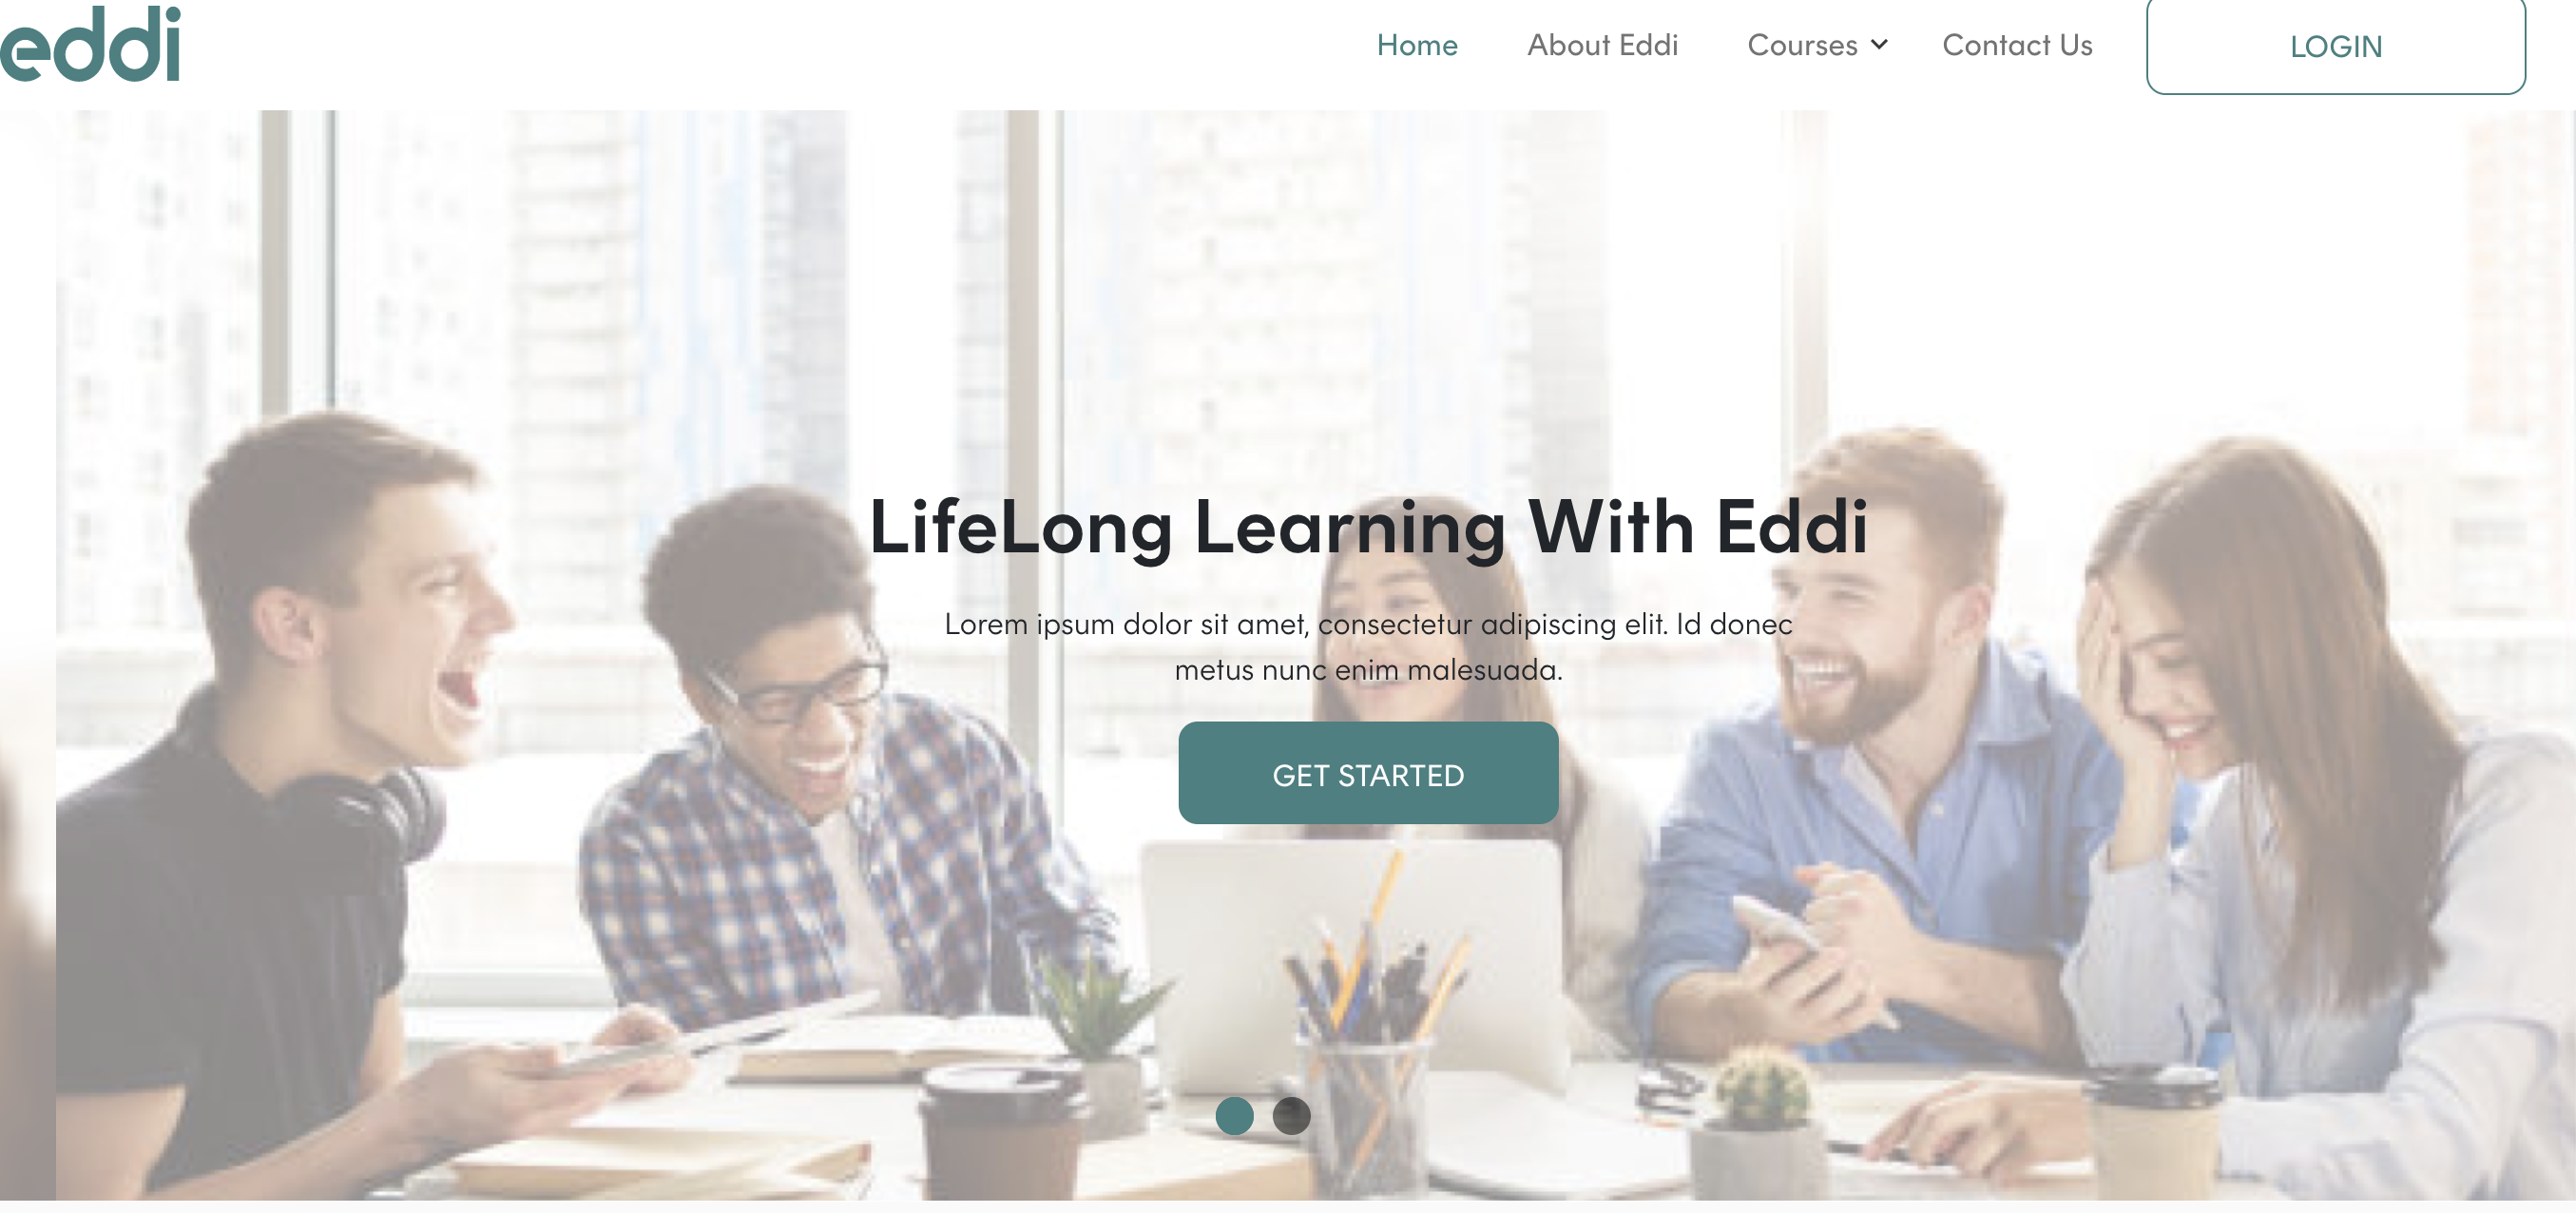 eddi
Home
About Eddi
Courses
Contact Us
LOGIN
LifeLong Learning With Eddi
Lorem ipsum dolor sit amet, consectetur adipiscing elit. Id donec
metus nunc enim malesuada.
GET STARTED